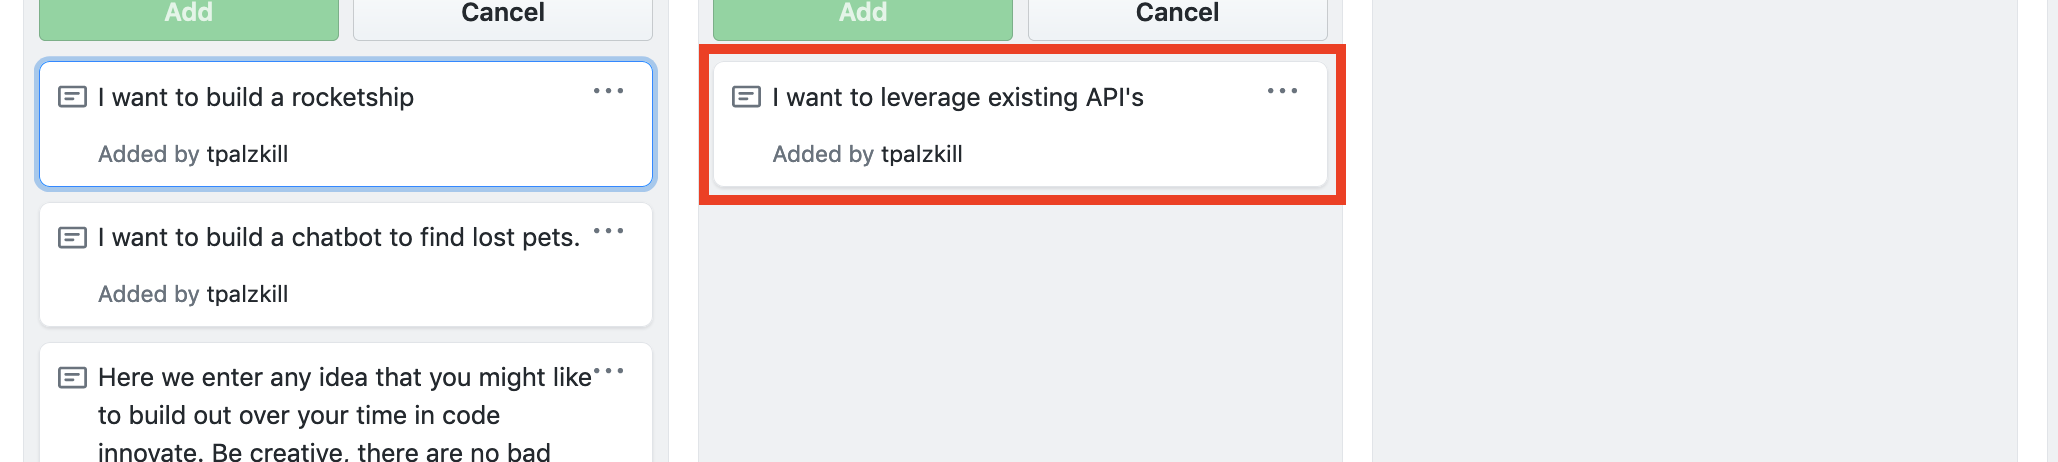 Add
Cancel
I want to build a rocketship
Added by tpalzkill
I want to build a chatbot to find lost pets.
Added by tpalzkill
Here we enter any idea that you might like
to build out over your time in code
innovate. Be creative, there are no bad
Add
Cancel
I want to leverage existing API's
Added by tpalzkill